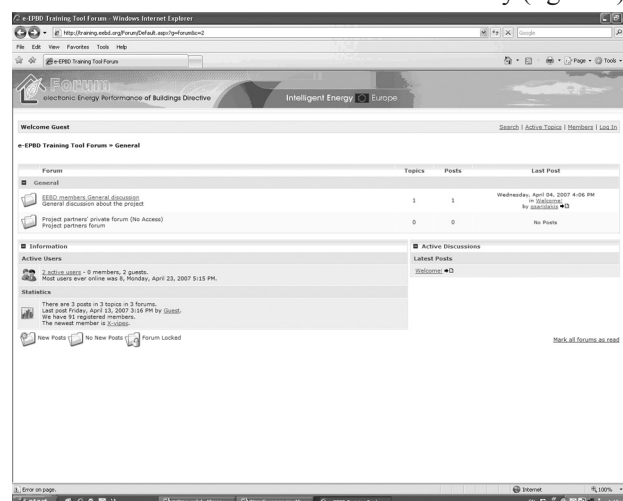 e-EPBD Training Tool Forum - Windows Internet Explorer
http://training.eebd.org/Forum/Default.aspx?g=forum&c=2
Google
File Edit View Favorites Tools Help
e-EPBD Training Tool Forum
Page Tools
Forum
electronic Energy Performance of Buildings Directive
Intelligent Energy Europe
Welcome Guest
Search | Active Topics | Members | Log In
e-EPBD Training Tool Forum » General
Forum Topics Posts Last Post
General
EEBD members General discussion
General discussion about the project
1 1
Wednesday, April 04, 2007 4:06 PM
in Welcome!
by
Project partners' private forum (No Access)
Project partners forum
0 0 No Posts
Information
Active Users
2 active users - 0 members, 2 guests.
Most users ever online was 8, Monday, April 23, 2007 5:15 PM.
Statistics
There are 3 posts in 3 topics in 3 forums.
Last post Friday, April 13, 2007 3:16 PM by Guest.
We have 91 registered members.
The newest member is X-vipes.
Active Discussions
Latest Posts
Welcome!
New Posts No New Posts Forum Locked
Mark all forums as read
Error on page.
Internet 100%